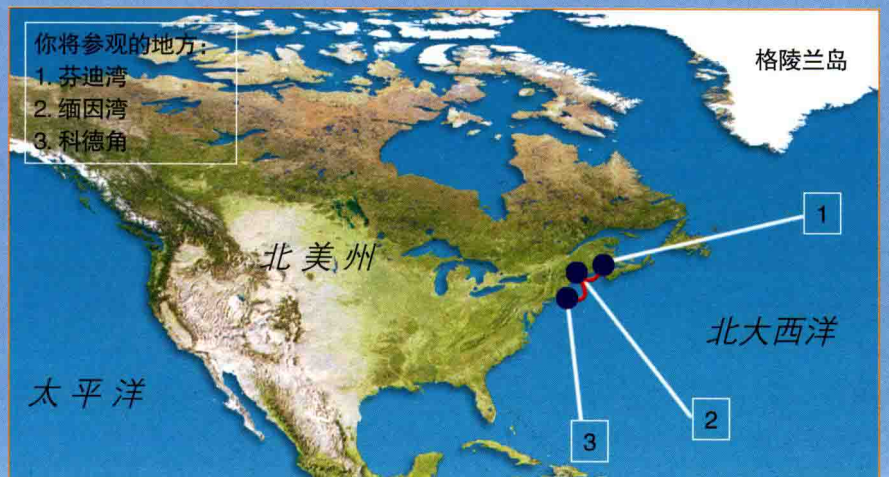 你将参观的地方：
1. 芬迪湾
2. 缅因湾
3. 科德角
格陵兰岛
1
北美州
北大西洋
太平洋
2
3